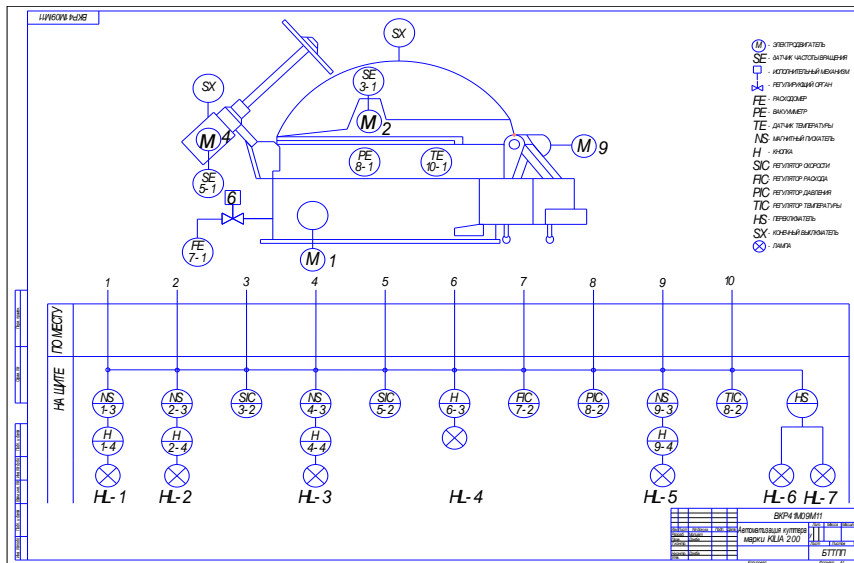 ВКР41М09М11
SX
SE
3-1
М 2
SX
М 4
SE
5-1
М 9
PE
8-1
TE
10-1
6
FE
7-1
М 1
М - ЭЛЕКТРОДВИГАТЕЛЬ
SE - ДАТЧИК ЧАСТОТЫ ВРАЩЕНИЯ
- ИСПОЛНИТЕЛЬНЫЙ МЕХАНИЗМ
- РЕГУЛИРУЮЩИЙ ОРГАН
FE - РАСХОДОМЕР
PE - ВАКУУММЕТР
TE - ДАТЧИК ТЕМПЕРАТУРЫ
NS - МАГНИТНЫЙ ПУСКАТЕЛЬ
H - КНОПКА
SIC - РЕГУЛЯТОР СКОРОСТИ
FIC - РЕГУЛЯТОР РАСХОДА
PIC - РЕГУЛЯТОР ДАВЛЕНИЯ
TIC - РЕГУЛЯТОР ТЕМПЕРАТУРЫ
HS - ПЕРЕКЛЮЧАТЕЛЬ
SX - КОНЕЧНЫЙ ВЫКЛЮЧАТЕЛЬ
- ЛАМПА
1 2 3 4 5 6 7 8 9 10
ПО МЕСТУ
НА ЩИТЕ
NS 1-3
NS 2-3
SIC 3-2
NS 4-3
SIC 5-2
H 6-3
FIC 7-2
PIC 8-2
NS 9-3
TIC 8-2
HS
H 1-4
H 2-4
H 4-4
H 9-4
HL-1 HL-2 HL-3 HL-4 HL-5 HL-6 HL-7
ВКР41М09М11
Автоматизация куттера
марки KILIA 200
БТТПП